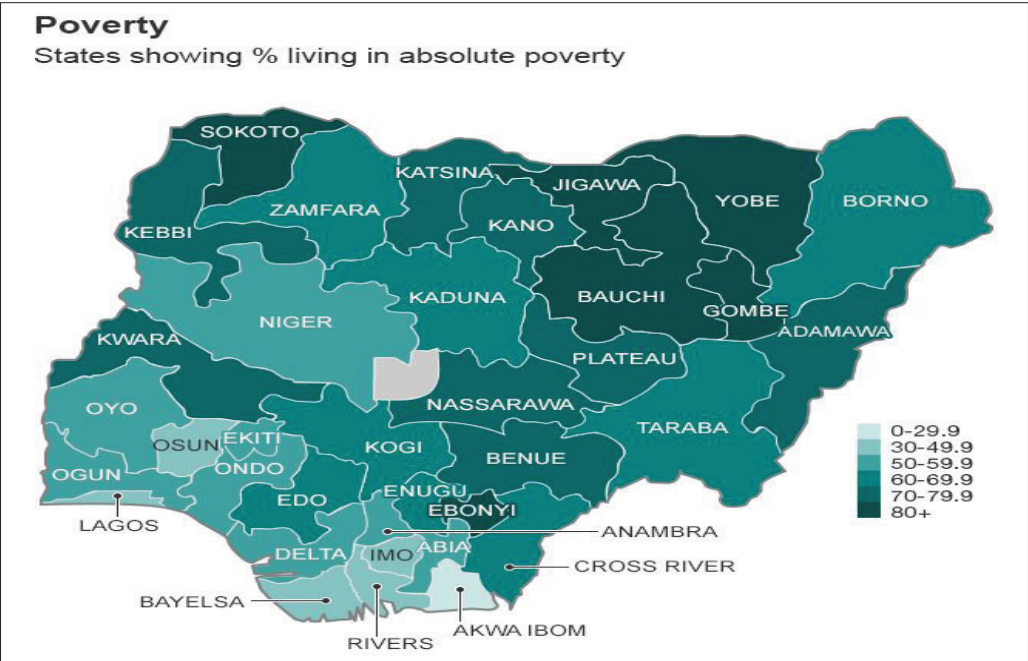 Poverty
States showing % living in absolute poverty
SOKOTO
KATSINA
JIGAWA
YOBE
BORNO
ZAMFARA
KANO
KEBBI
KADUNA
BAUCHI
GOMBE
NIGER
ADAMAWA
KWARA
PLATEAU
NASSARAWA
OYO
TARABA
OSUN
EKITI
KOGI
BENUE
OGUN
ONDO
EDO
ENUGU
EBONYI
LAGOS
ANAMBRA
DELTA
IMO
ABIA
CROSS RIVER
BAYELSA
RIVERS
AKWA IBOM
0-29.9
30-49.9
50-59.9
60-69.9
70-79.9
80+